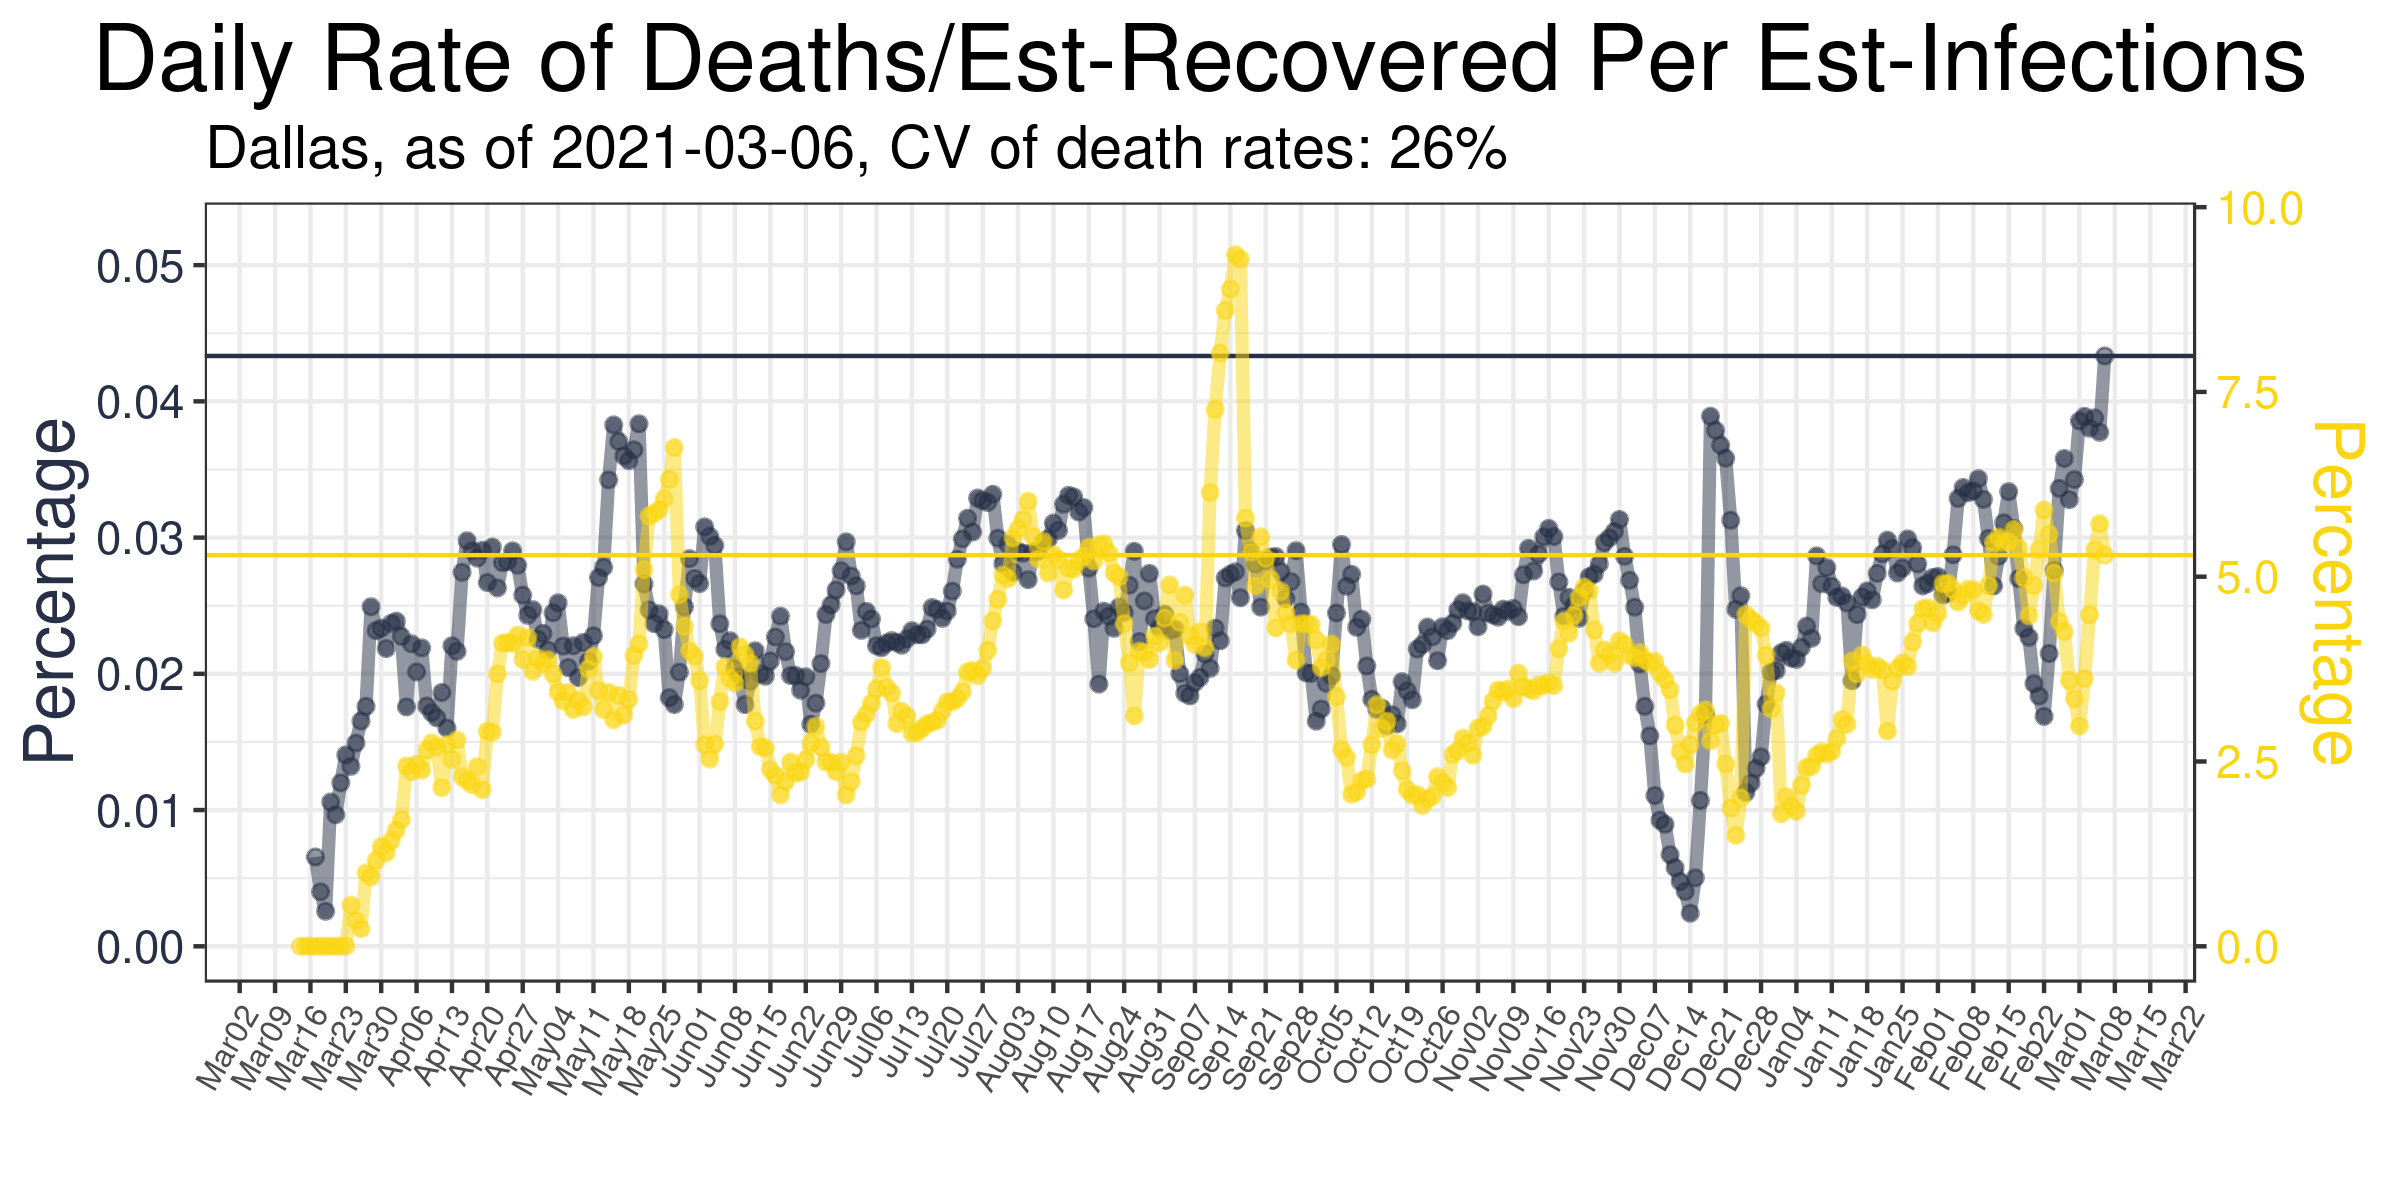 Daily Rate of Deaths/Est-Recovered Per Est-Infections
Dallas, as of 2021-03-06, CV of death rates: 26%
Percentage
0.05
0.04
0.03
0.02
0.01
0.00
10.0
7.5
5.0
2.5
0.0
Percentage
Mar02
Mar09
Mar16
Mar23
Mar30
Apr06
Apr13
Apr20
Apr27
May04
May11
May18
May25
Jun01
Jun08
Jun15
Jun22
Jun29
Jul06
Jul13
Jul20
Jul27
Aug03
Aug10
Aug17
Aug24
Aug31
Sep07
Sep14
Sep21
Sep28
Oct05
Oct12
Oct19
Oct26
Nov02
Nov09
Nov16
Nov23
Nov30
Dec07
Dec14
Dec21
Dec28
Dec04
Jan11
Jan18
Jan18
Jan25
Feb01
Feb08
Feb15
Feb22
Mar01
Mar08
Mar15
Mar22